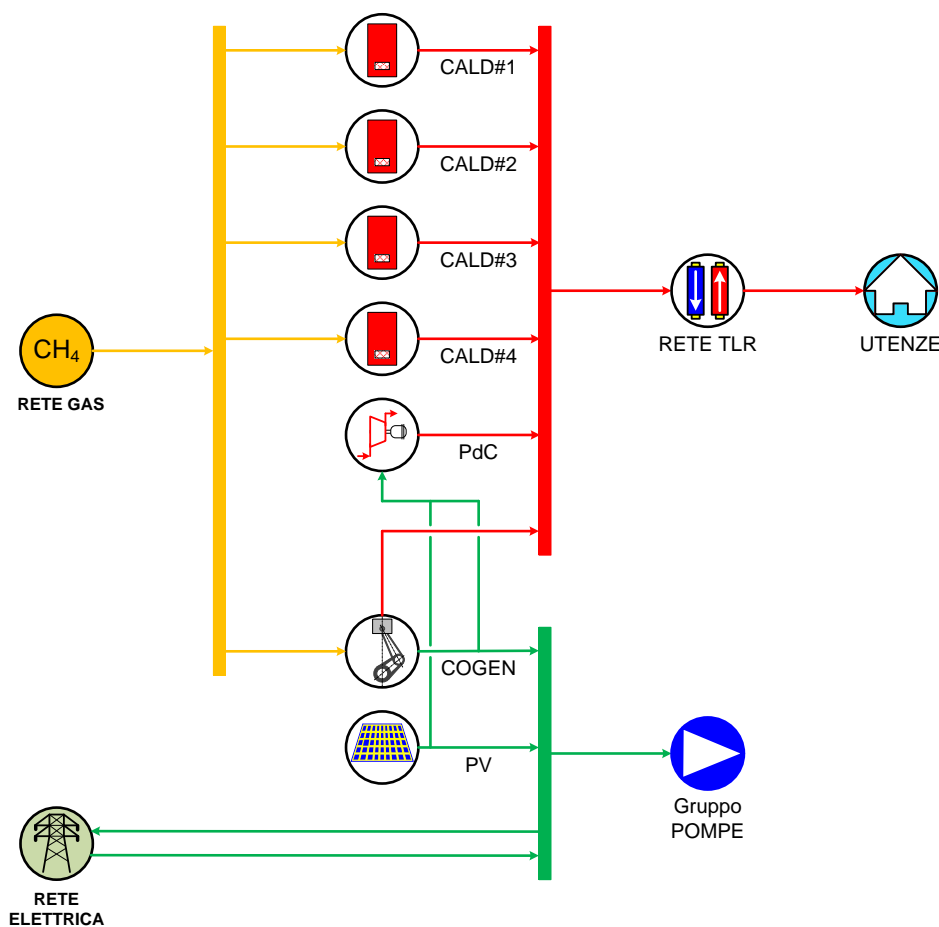 CALD#1
CALD#2
CALD#3
CALD#4
CH₄
RETE GAS
RETE TLR
UTENZE
PdC
COGEN
PV
Gruppo
POMPE
RETE
ELETTRICA